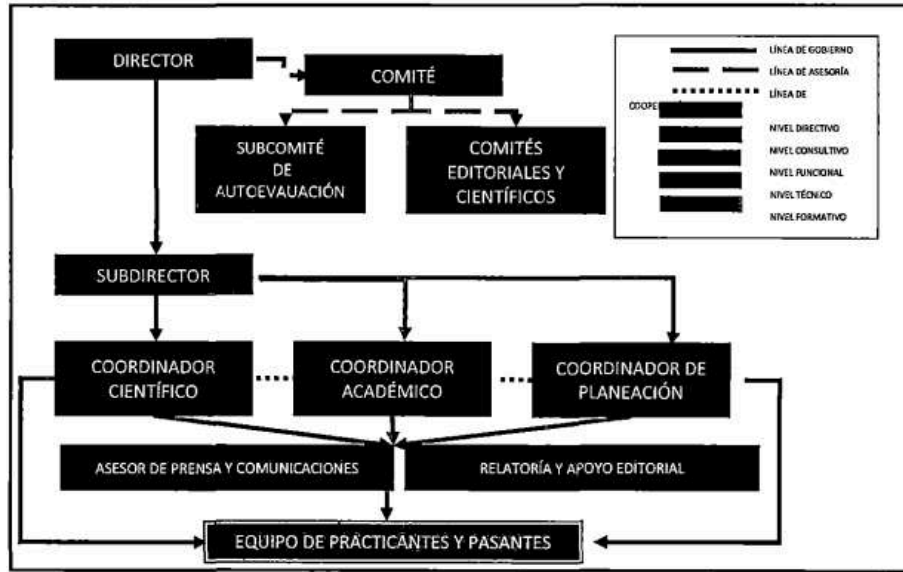 DIRECTOR
COMITÉ
SUBCOMITÉ
DE
AUTOEVAUACIÓN
COMITÉS
EDITORIALES Y
CIENTÍFICOS
LÍNEA DE GOBIERNO
LÍNEA DE ASESORÍA
LÍNEA DE
NIVEL DIRECTIVO
NIVEL CONSULTIVO
NIVEL FUNCIONAL
NIVEL TÉCNICO
NIVEL FORMATIVO
SUBDIRECTOR
COORDINADOR
CIENTÍFICO
COORDINADOR
ACADÉMICO
COORDINADOR DE
PLANEACIÓN
ASESOR DE PRENSA Y COMUNICACIONES
RELATORÍA Y APOYO EDITORIAL
EQUIPO DE PRÁCTICANTES Y PASANTES